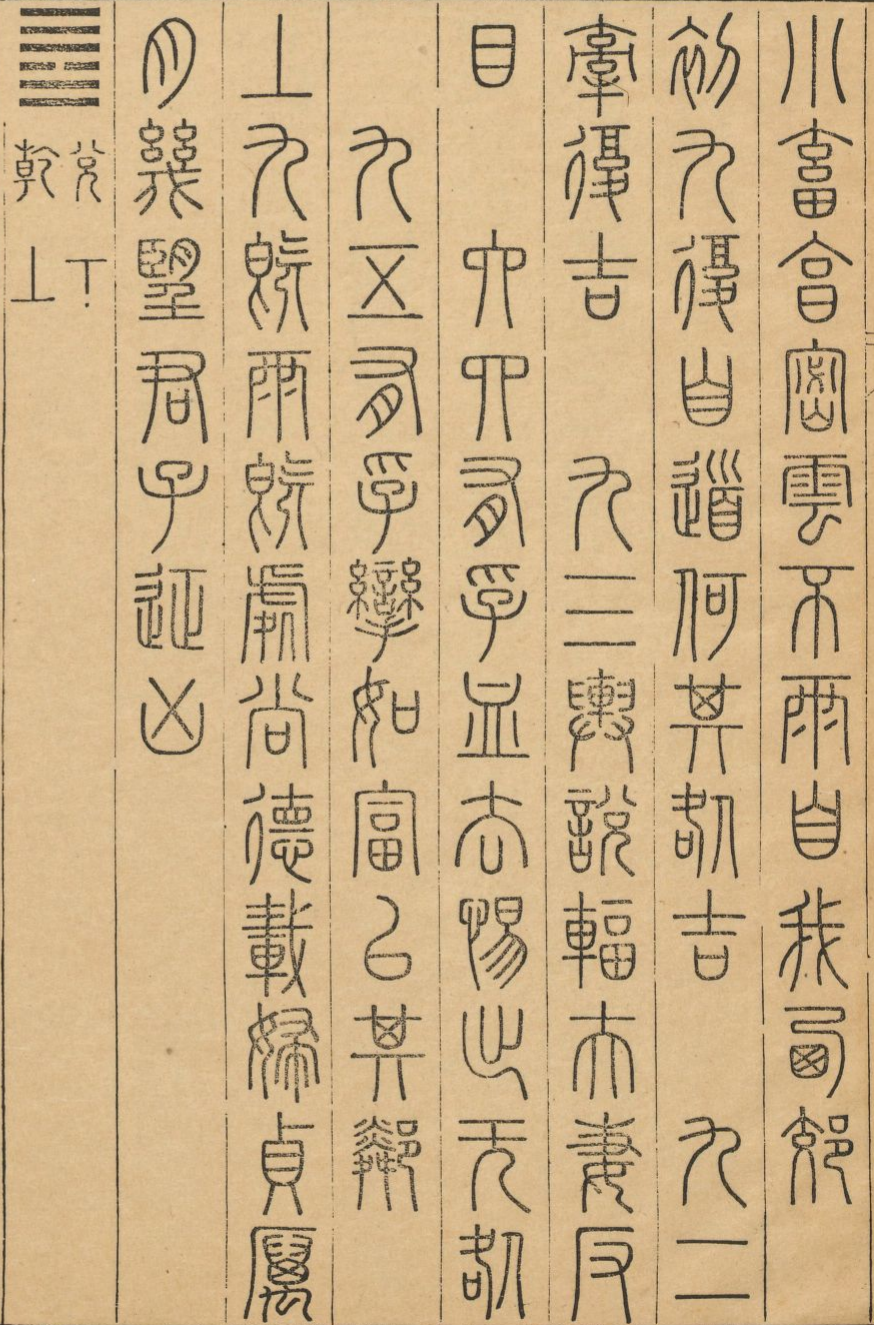 小畜亨密雲不雨自我西郊
初九復自道何其咎吉　九二
牽復吉　九三輿說輻夫妻反
目　六四有孚血去惕出无咎
九五有孚攣如富以其鄰
上九既雨既處尚德載婦貞厲
月幾望君子征凶
䷉ 兌下
乾上